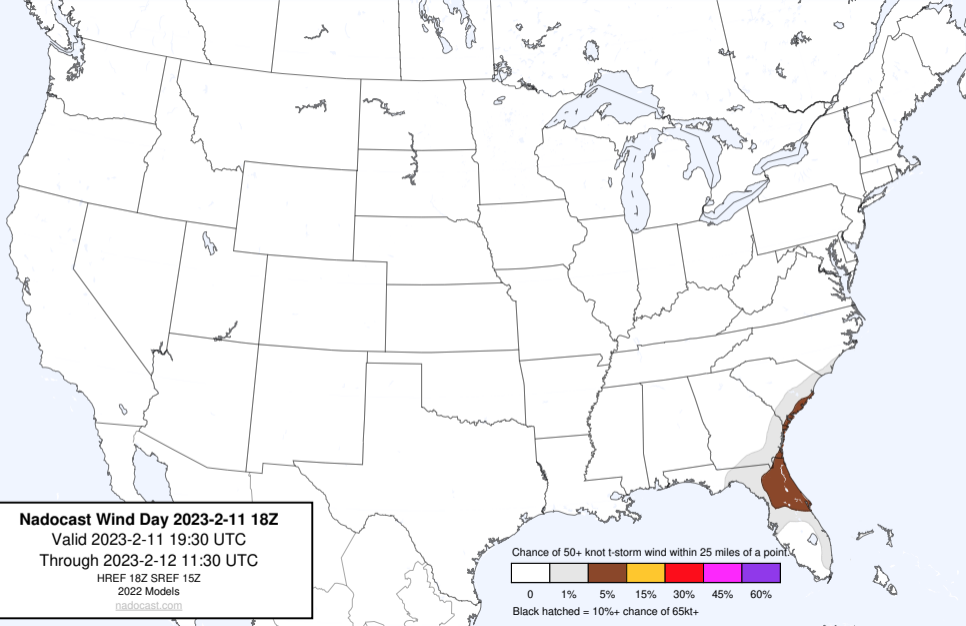 Nadocast Wind Day 2023-2-11 18Z
Valid 2023-2-11 19:30 UTC
Through 2023-2-12 11:30 UTC
HREF 18Z SREF 15Z
2022 Models
nadocast.com
Chance of 50+ knot t-storm wind within 25 miles of a point.
0 1% 5% 15% 30% 45% 60%
Black hatched = 10%+ chance of 65kt+